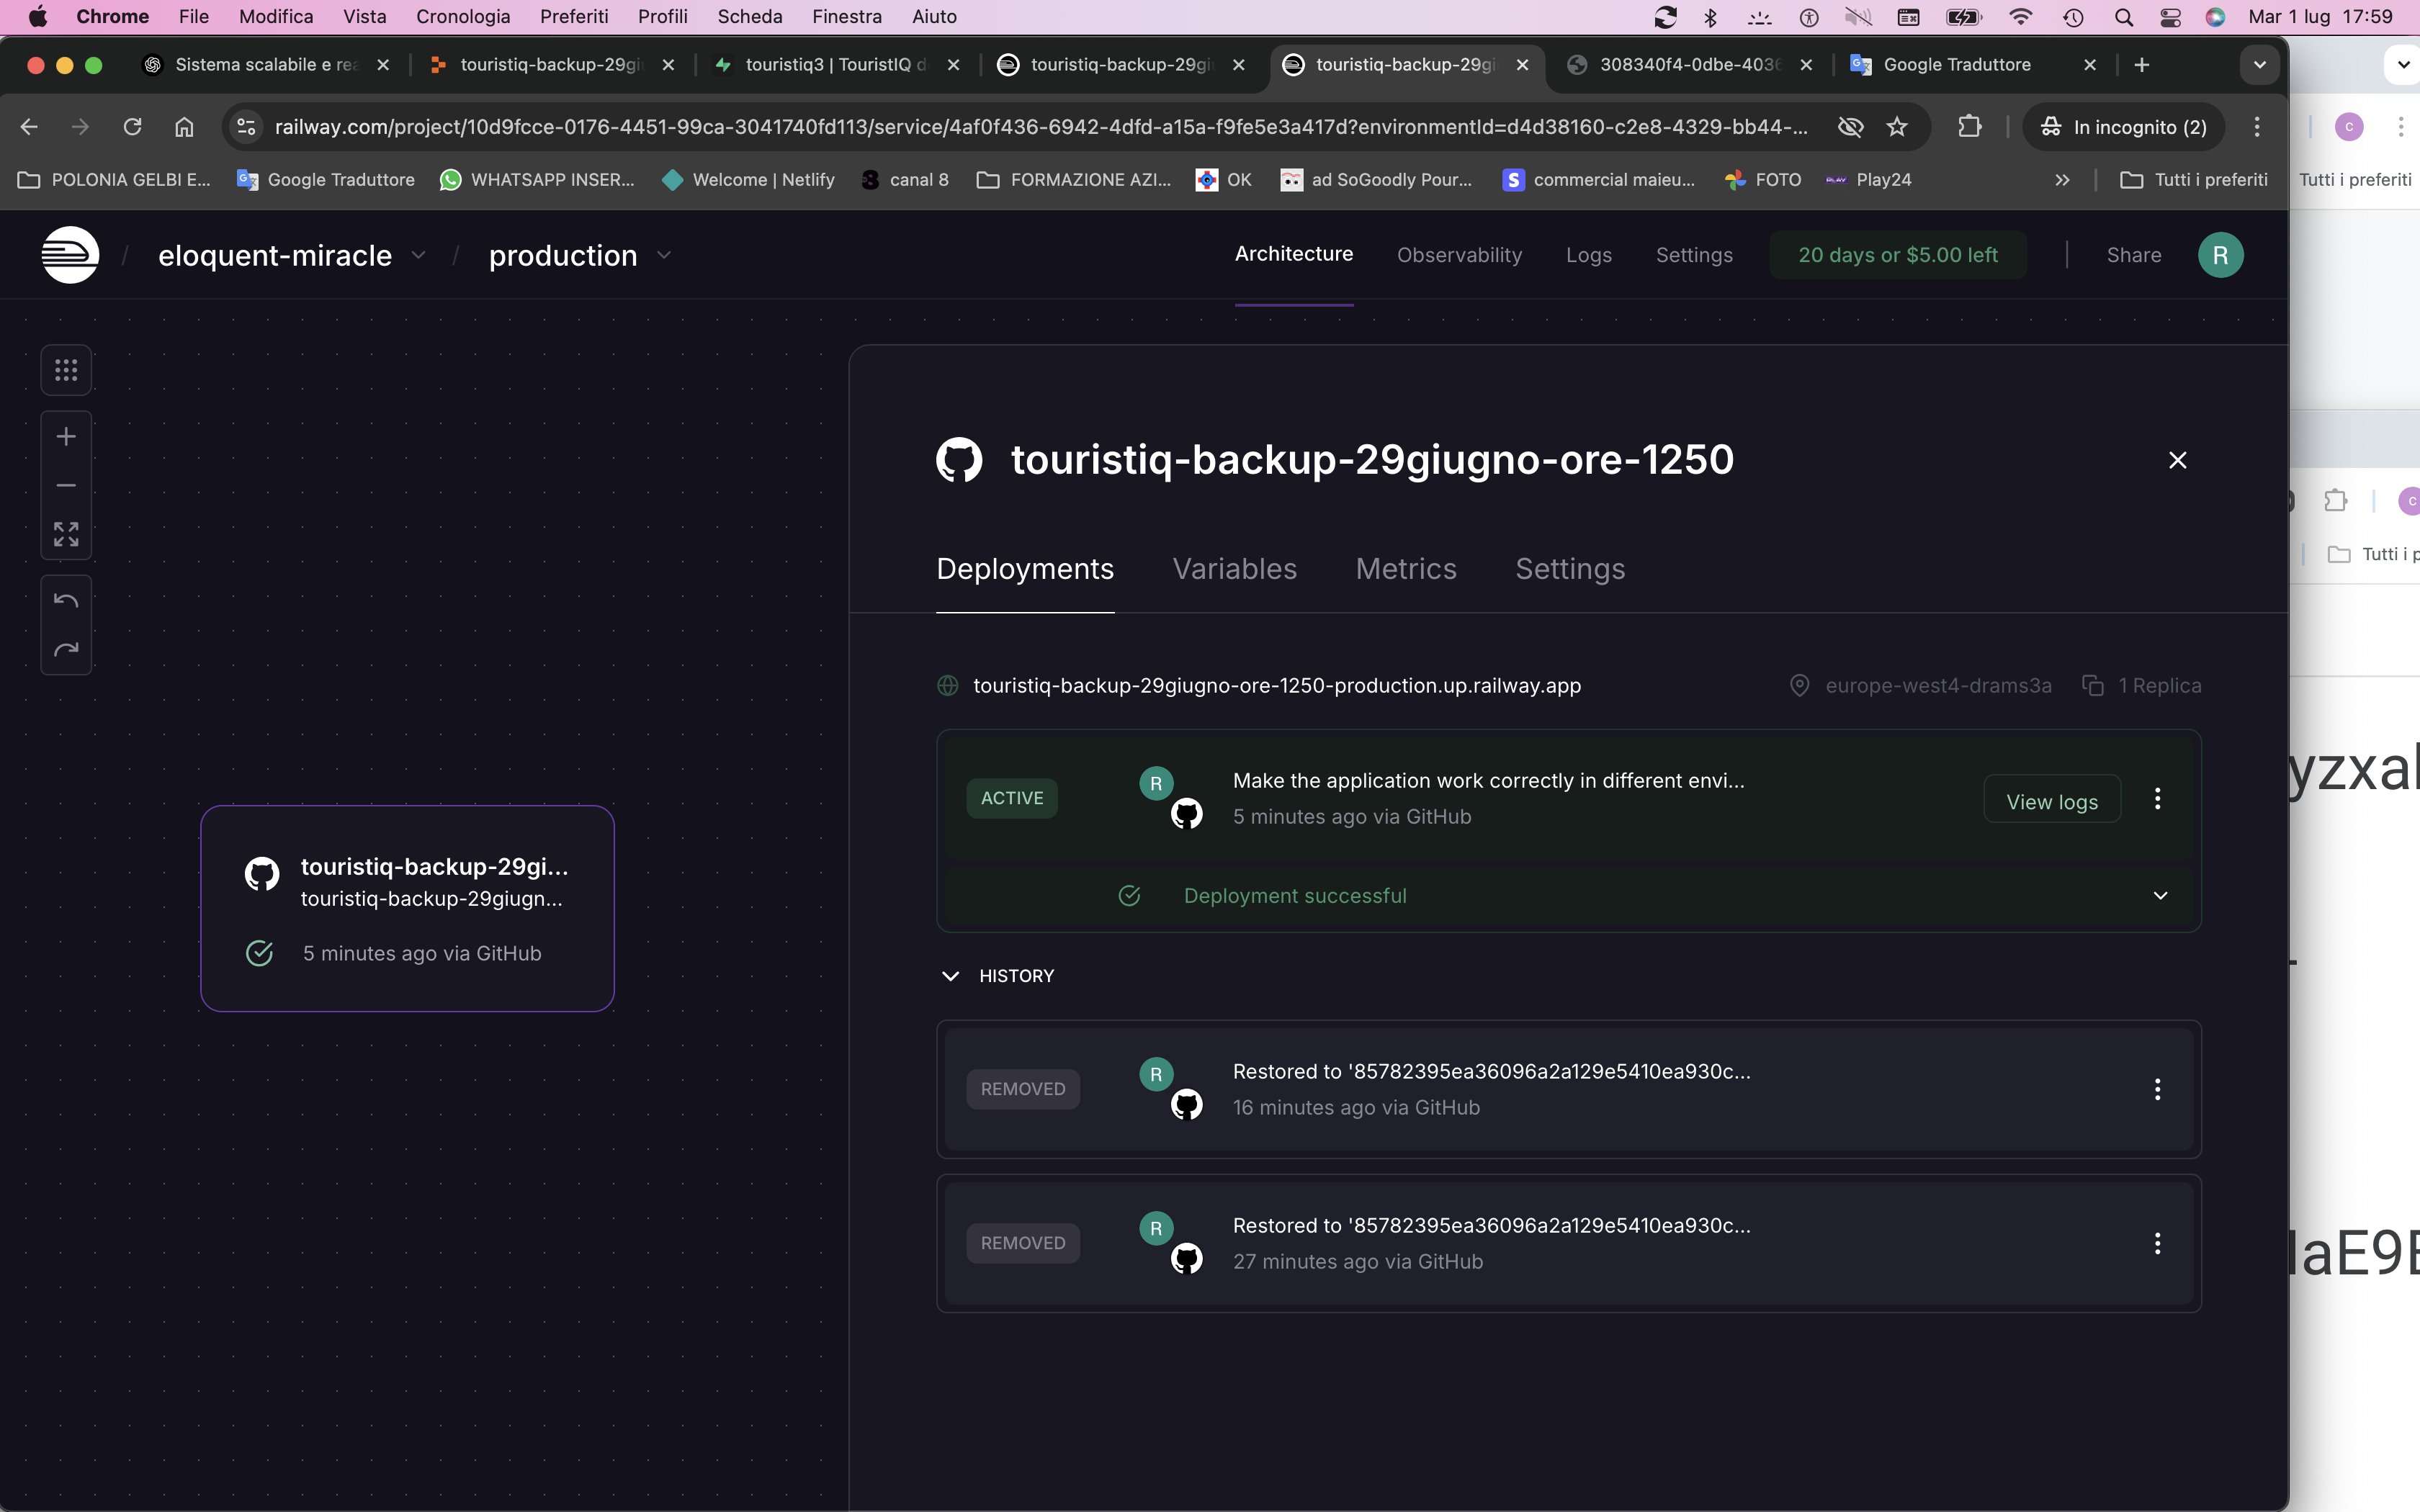 Chrome File Modifica Vista Cronologia Preferiti Profili Scheda Finestra Aiuto Mar 1 lug 17:59
Sistema scalabile e rea touristiq-backup-29giu touristiq3 | TouristIQ d touristiq-backup-29giu touristiq-backup-29giu 308340f4-0dbe-4036 Google Traduttore
railway.com/project/10d9fcce-0176-4451-99ca-3041740fd113/service/4af0f436-6942-4dfd-a15a-f9fe5e3a417d?environmentId=d4d38160-c2e8-4329-bb44-... In incognito (2) C
POLONIA GELBI E... Google Traduttore WHATSAPP INSER... Welcome | Netlify canal 8 FORMAZIONE AZI... OK ad SoGoodly Pour... S commercial maieu... FOTO Play24 Tutti i preferiti Tutti i preferiti
/ eloquent-miracle / production Architecture Observability Logs Settings 20 days or $5.00 left Share R
touristiq-backup-29giugno-ore-1250
C
Tutti i p
Deployments Variables Metrics Settings
touristiq-backup-29giugno-ore-1250-production.up.railway.app europe-west4-drams3a 1 Replica
yzxal
ACTIVE R Make the application work correctly in different envi... View logs
5 minutes ago via GitHub
touristiq-backup-29gi...
touristiq-backup-29giugn...
5 minutes ago via GitHub
Deployment successful
HISTORY
REMOVED R Restored to '85782395ea36096a2a129e5410ea930c...
16 minutes ago via GitHub
REMOVED R Restored to '85782395ea36096a2a129e5410ea930c...
27 minutes ago via GitHub
aE9